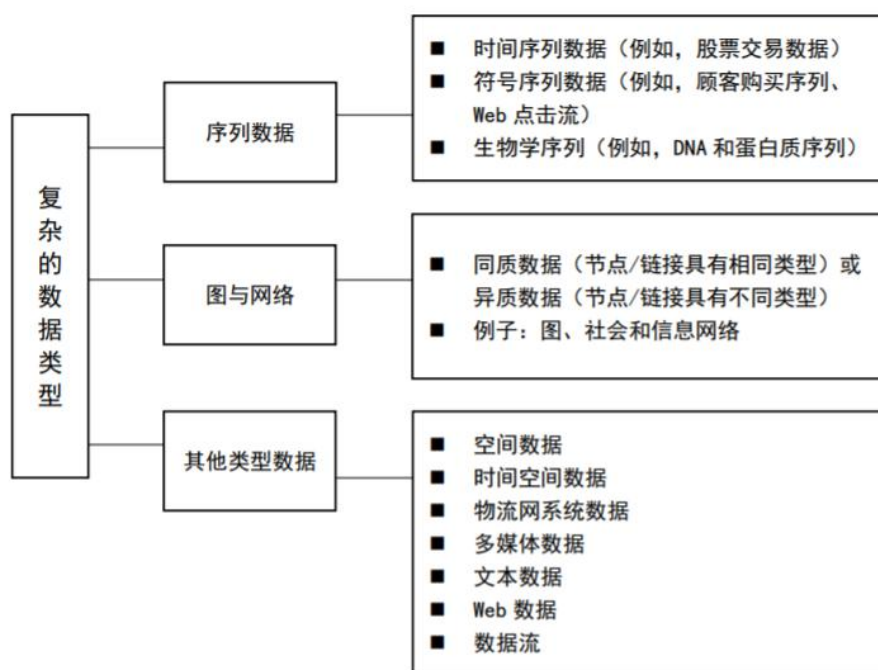 复杂的数据类型
序列数据
■ 时间序列数据（例如，股票交易数据）
■ 符号序列数据（例如，顾客购买序列、
Web 点击流）
■ 生物学序列（例如，DNA 和蛋白质序列）
图与网络
■ 同质数据（节点/链接具有相同类型）或
异质数据（节点/链接具有不同类型）
■ 例子：图、社会和信息网络
其他类型数据
■ 空间数据
■ 时间空间数据
■ 物流网系统数据
■ 多媒体数据
■ 文本数据
■ Web 数据
■ 数据流